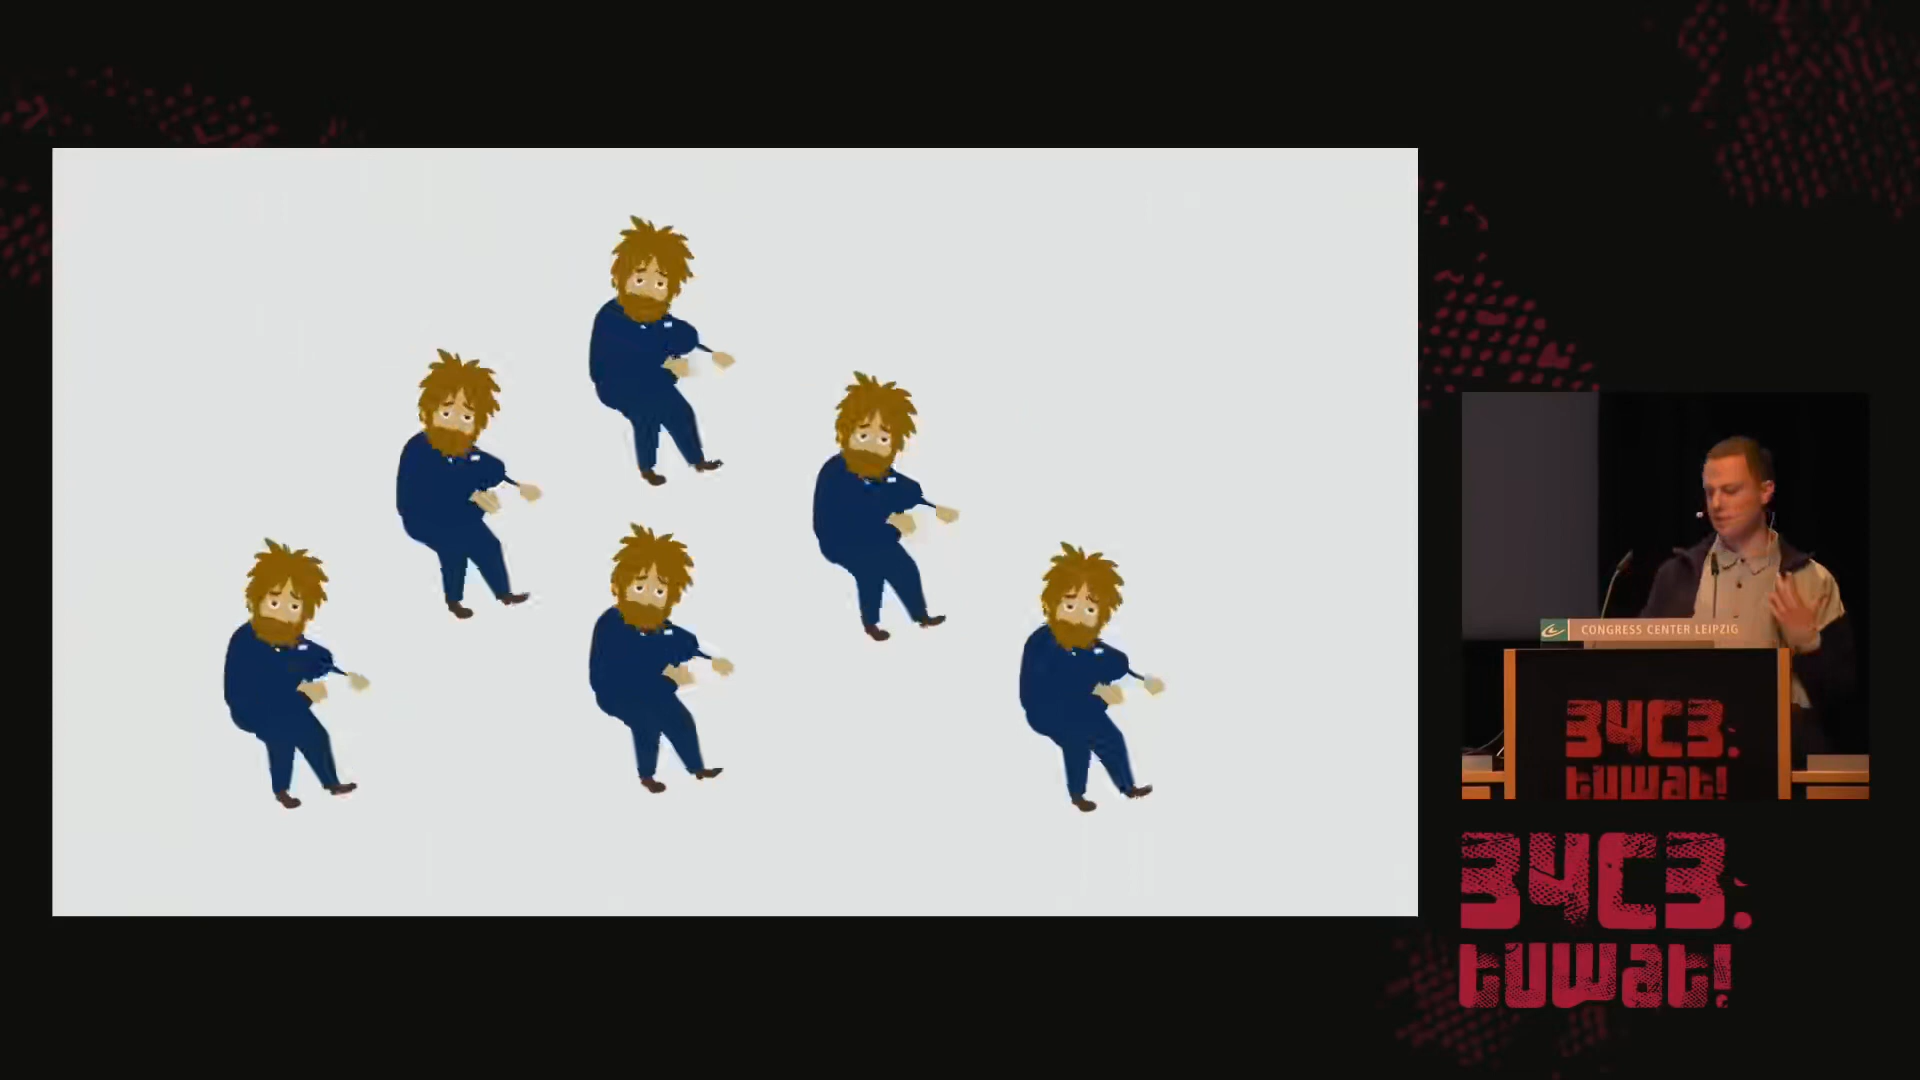 CONGRESS CENTER LEIPZIG
34C3.
tuwat!
34C3.
tuwat!